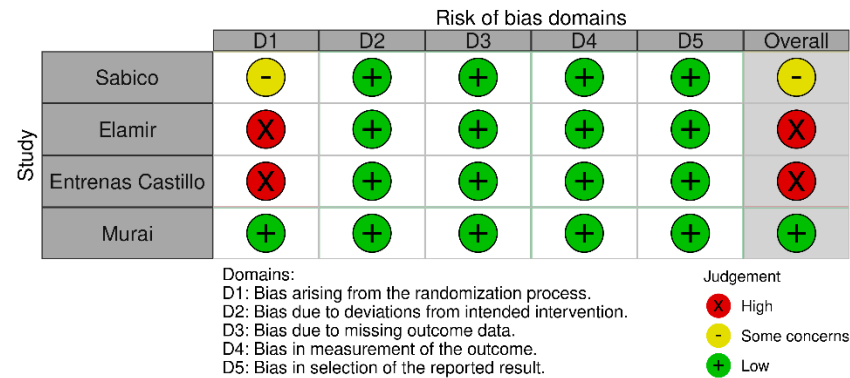 Risk of bias domains
D1 D2 D3 D4 D5 Overall
Study
Sabico - + + + + -
Elamir X + + + + X
Entrenas Castillo X + + + + X
Murai + + + + + +
Domains:
D1: Bias arising from the randomization process.
D2: Bias due to deviations from intended intervention.
D3: Bias due to missing outcome data.
D4: Bias in measurement of the outcome.
D5: Bias in selection of the reported result.
Judgement
X High
- Some concerns
+ Low